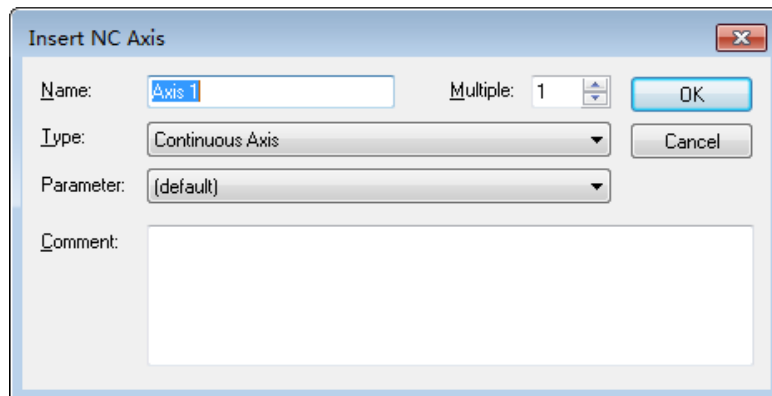 Insert NC Axis
Name: Axis 1 Multiple: 1 OK
Type: Continuous Axis Cancel
Parameter: (default)
Comment: